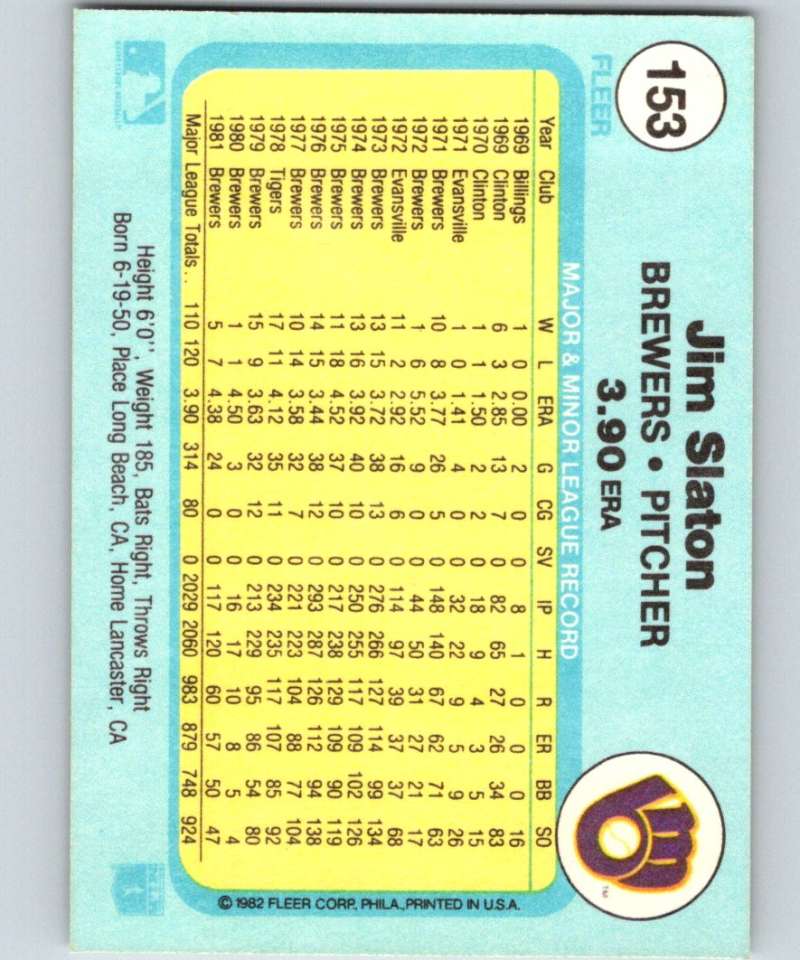 153
FLEER
Jim Slaton
BREWERS • PITCHER
3.90 ERA
MAJOR & MINOR LEAGUE RECORD
Year Club W L ERA G CG SV IP H R ER BB SO
1969 Billings 1 0 0.00 2 0 0 8 1 0 0 0 16
1969 Clinton 6 3 2.85 13 7 0 82 65 27 26 34 83
1970 Clinton 1 1 1.50 2 2 0 18 9 4 3 5 15
1971 Evansville 1 0 1.41 4 0 0 32 22 9 5 9 26
1971 Brewers 10 8 3.77 26 5 0 148 140 67 62 71 63
1972 Brewers 1 6 5.52 9 0 0 44 50 31 27 21 17
1972 Evansville 11 2 2.92 16 6 0 114 97 39 37 37 68
1973 Brewers 13 15 3.72 38 13 0 276 266 127 114 99 134
1974 Brewers 13 16 3.92 40 10 0 250 255 117 109 102 126
1975 Brewers 11 18 4.52 37 10 0 217 238 129 109 90 119
1976 Brewers 14 15 3.44 38 12 0 293 287 126 112 94 138
1977 Brewers 10 14 3.58 32 7 0 221 223 104 88 77 104
1978 Tigers 17 11 4.12 35 11 0 234 235 117 107 85 92
1979 Brewers 15 9 3.63 32 12 0 213 229 95 86 54 80
1980 Brewers 1 1 4.50 3 0 0 16 17 10 8 5 4
1981 Brewers 5 7 4.38 24 0 0 117 120 60 57 50 47
Major League Totals . . 110 120 3.90 314 80 0 2029 2060 983 879 748 924
Height 6'0", Weight 185, Bats Right, Throws Right
Born 6-19-50, Place Long Beach, CA, Home Lancaster, CA
© 1982 FLEER CORP., PHILA., PRINTED IN U.S.A.
TM